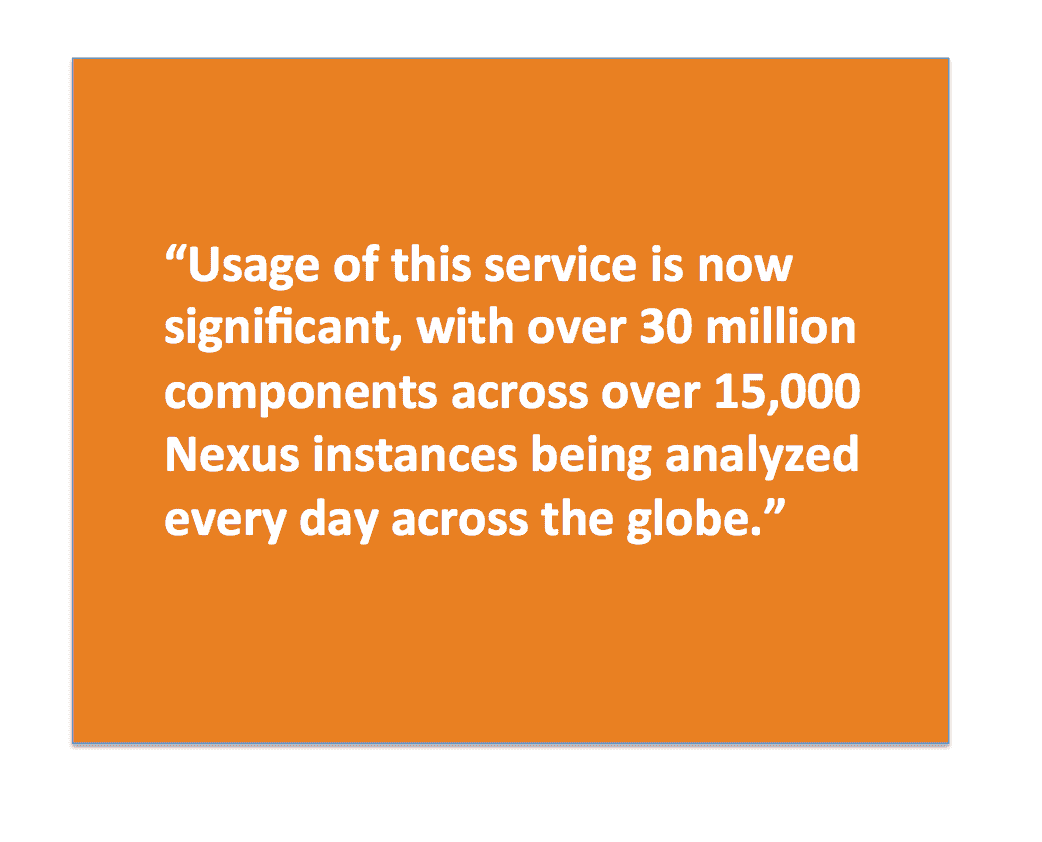 “Usage of this service is now
significant, with over 30 million
components across over 15,000
Nexus instances being analyzed
every day across the globe.”